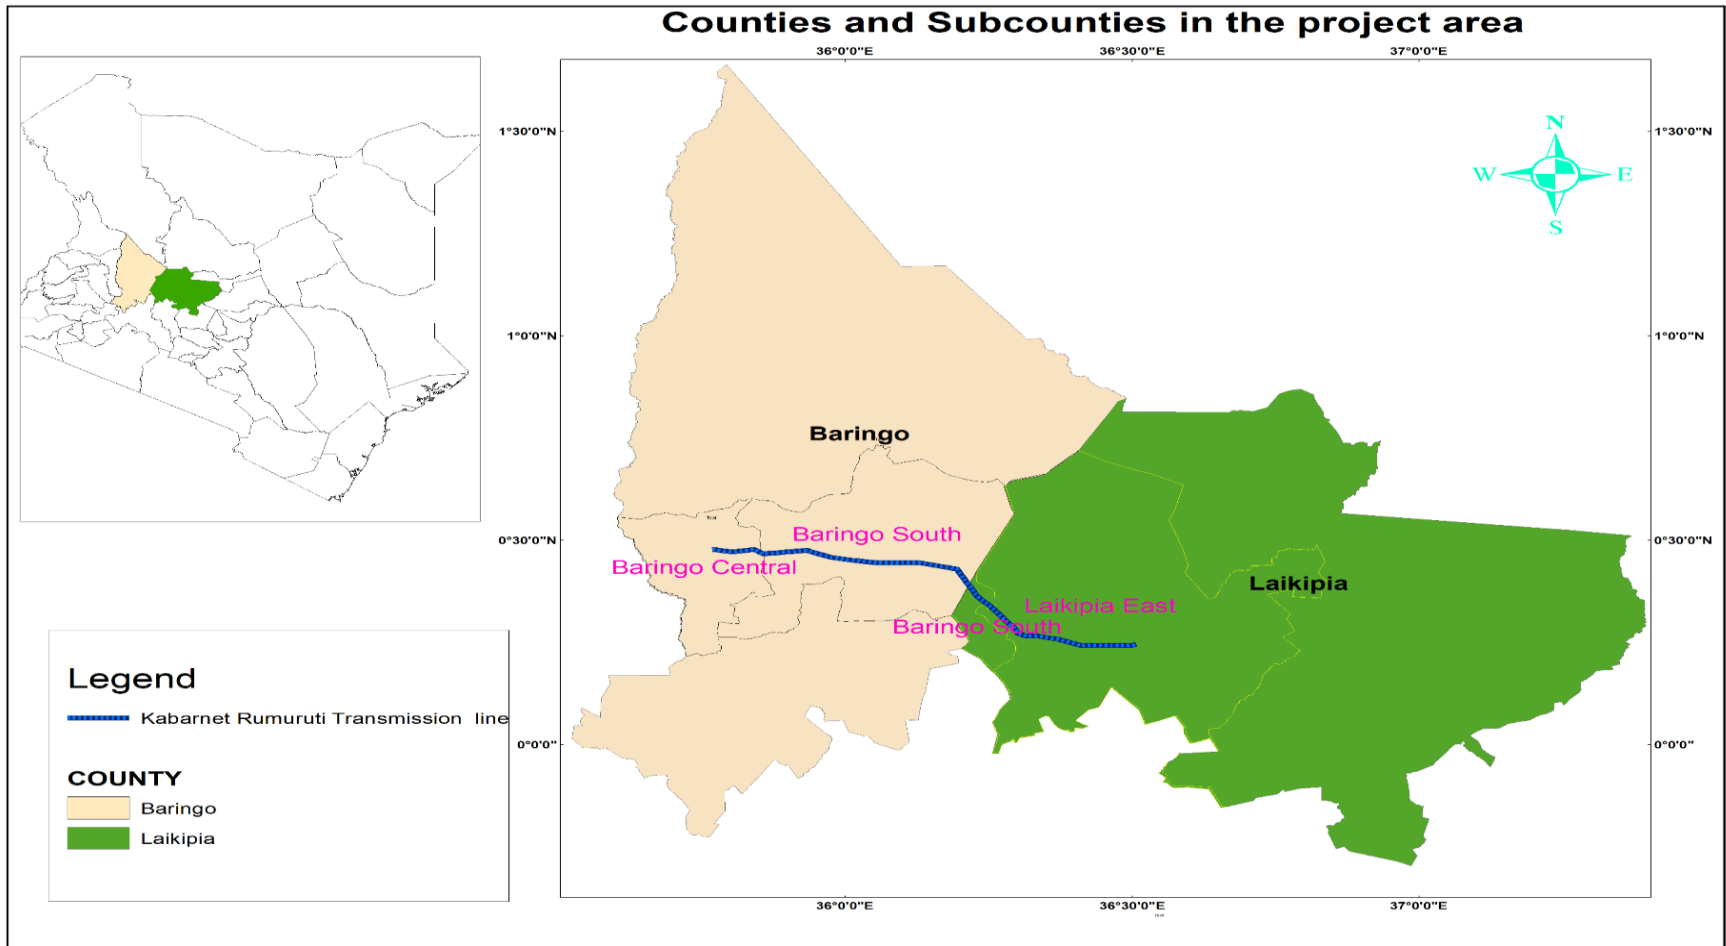 Counties and Subcounties in the project area
36°0'0"E 36°30'0"E 37°0'0"E
1°30'0"N 1°30'0"N
N
W E
S
1°0'0"N 1°0'0"N
Baringo
0°30'0"N Baringo South 0°30'0"N
Baringo Central
Laikipia
Laikipia East
Baringo South
0°0'0" 0°0'0"
Legend
Kabarnet Rumuruti Transmission line
COUNTY
Baringo
Laikipia
36°0'0"E 36°30'0"E 37°0'0"E